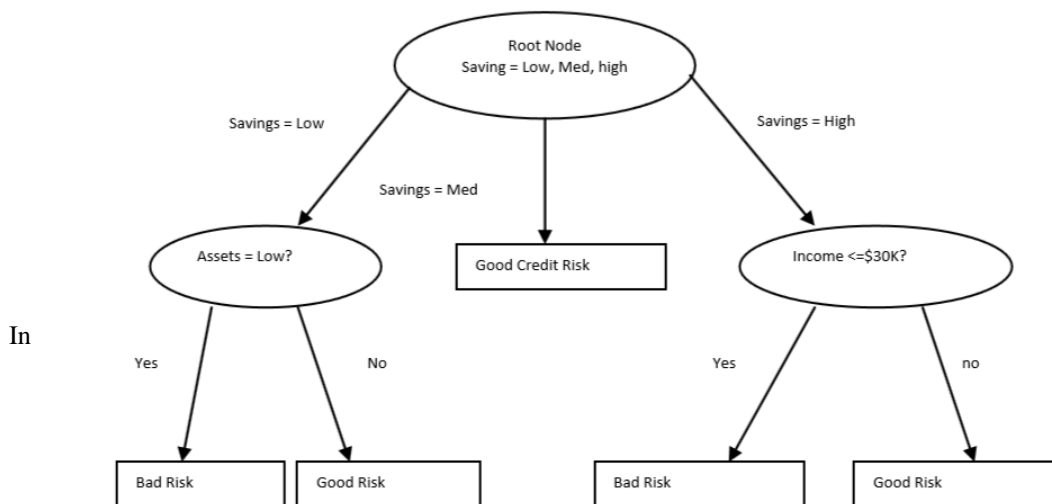 Root Node
Saving = Low, Med, high
Savings = Low
Savings = High
Savings = Med
Assets = Low?
Good Credit Risk
Income <=$30K?
In
Yes
No
Yes
no
Bad Risk
Good Risk
Bad Risk
Good Risk